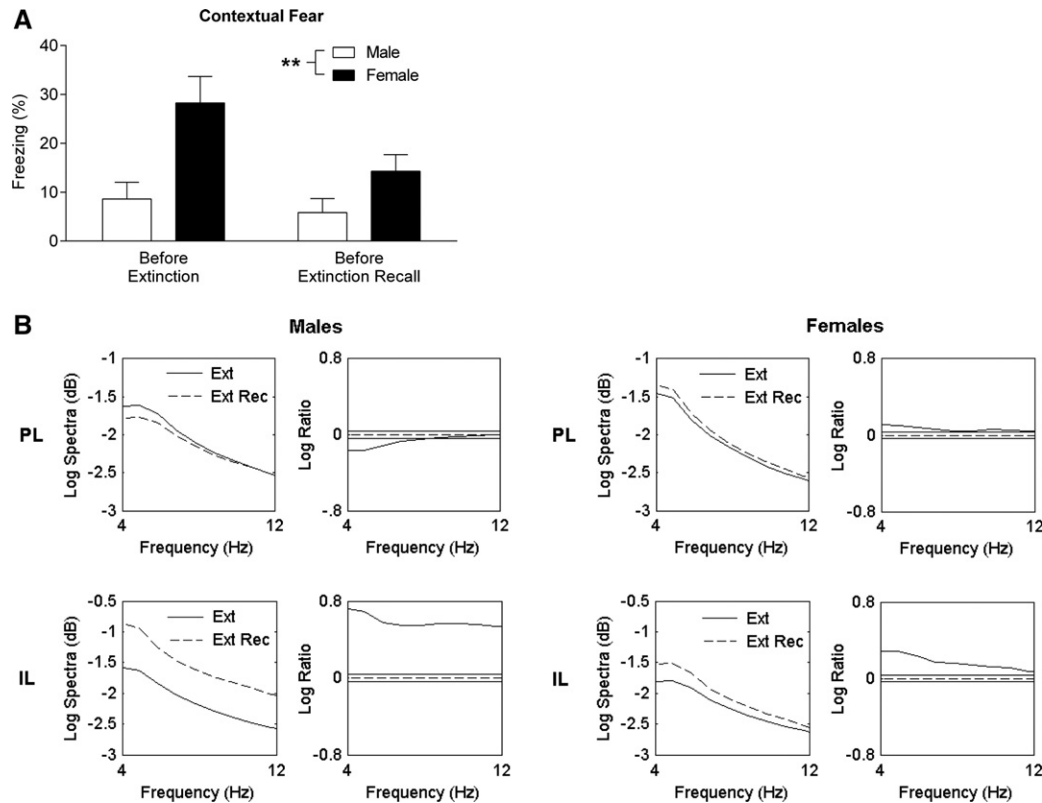 A
Contextual Fear
Freezing (%)
40
30
20
10
0
**
Male
Female
Before
Extinction
Before
Extinction Recall
B
Males
Females
PL
Log Spectra (dB)
-1
-1.5
-2
-2.5
-3
Ext
Ext Rec
4
12
Frequency (Hz)
Log Ratio
0.8
0
-.8
4
12
Frequency (Hz)
PL
Log Spectra (dB)
-1
-1.5
-2
-2.5
-3
Ext
Ext Rec
4
12
Frequency (Hz)
Log Ratio
0.8
0
-0.8
4
12
Frequency (Hz)
IL
Log Spectra (dB)
-0.5
-1
-1.5
-2
-2.5
-3
Ext
Ext Rec
4
12
Frequency (Hz)
Log Ratio
0.8
0
-0.8
4
12
Frequency (Hz)
IL
Log Spectra (dB)
-0.5
-1
-1.5
-2
-2.5
-3
Ext
Ext Rec
4
12
Frequency (Hz)
Log Ratio
0.8
0
-0.8
4
12
Frequency (Hz)